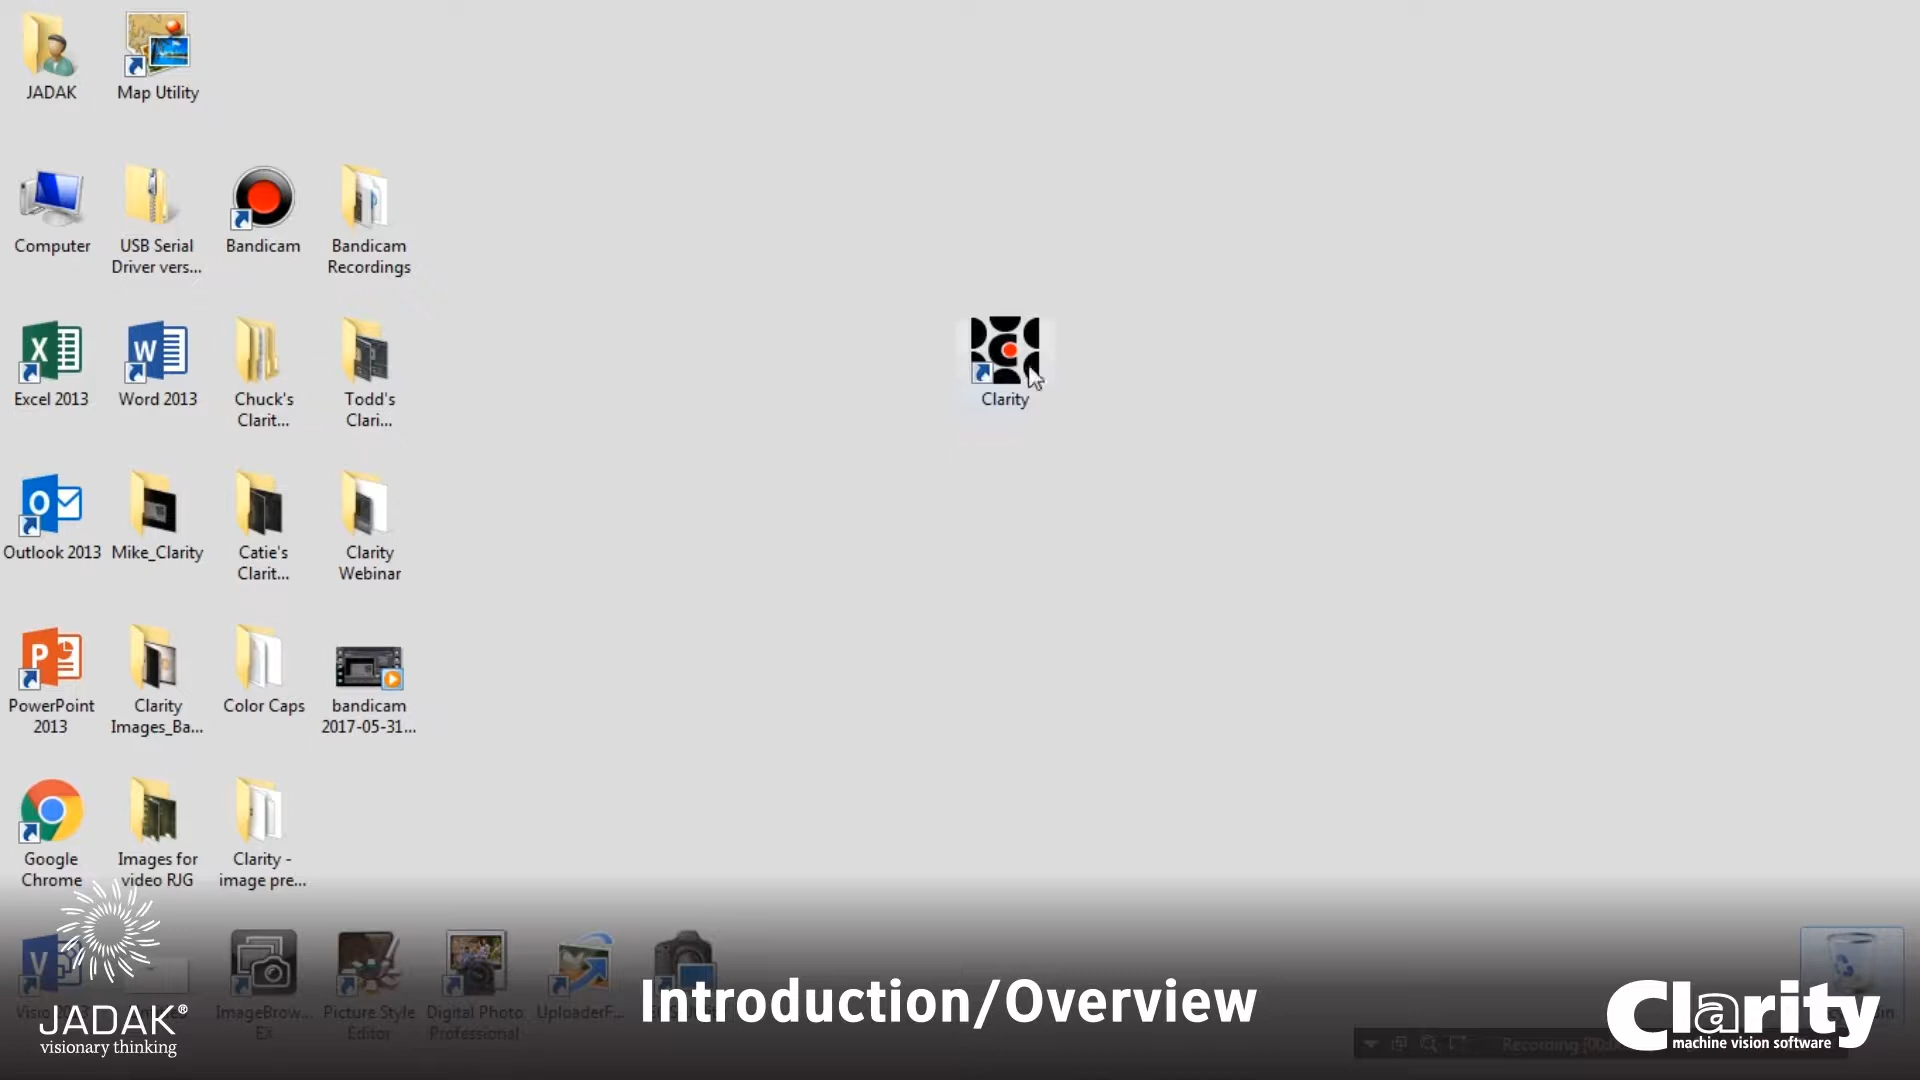 JADAK
Map Utility
Computer
USB Serial
Driver vers...
Bandicam
Bandicam
Recordings
Excel 2013
Word 2013
Chuck's
Clarit...
Todd's
Clari...
Clarity
Outlook 2013
Mike_Clarity
Catie's
Clarit...
Clarity
Webinar
PowerPoint
2013
Clarity
Images_Ba...
Color Caps
bandicam
2017-05-31...
Google
Chrome
Images for
video RJG
Clarity -
image pre...
Visio
ImageBrow...
EX
Picture Style
Editor
Digital Photo
Professional
UploaderF...
JADAK®
visionary thinking
Introduction/Overview
Clarity
machine vision software
Recording